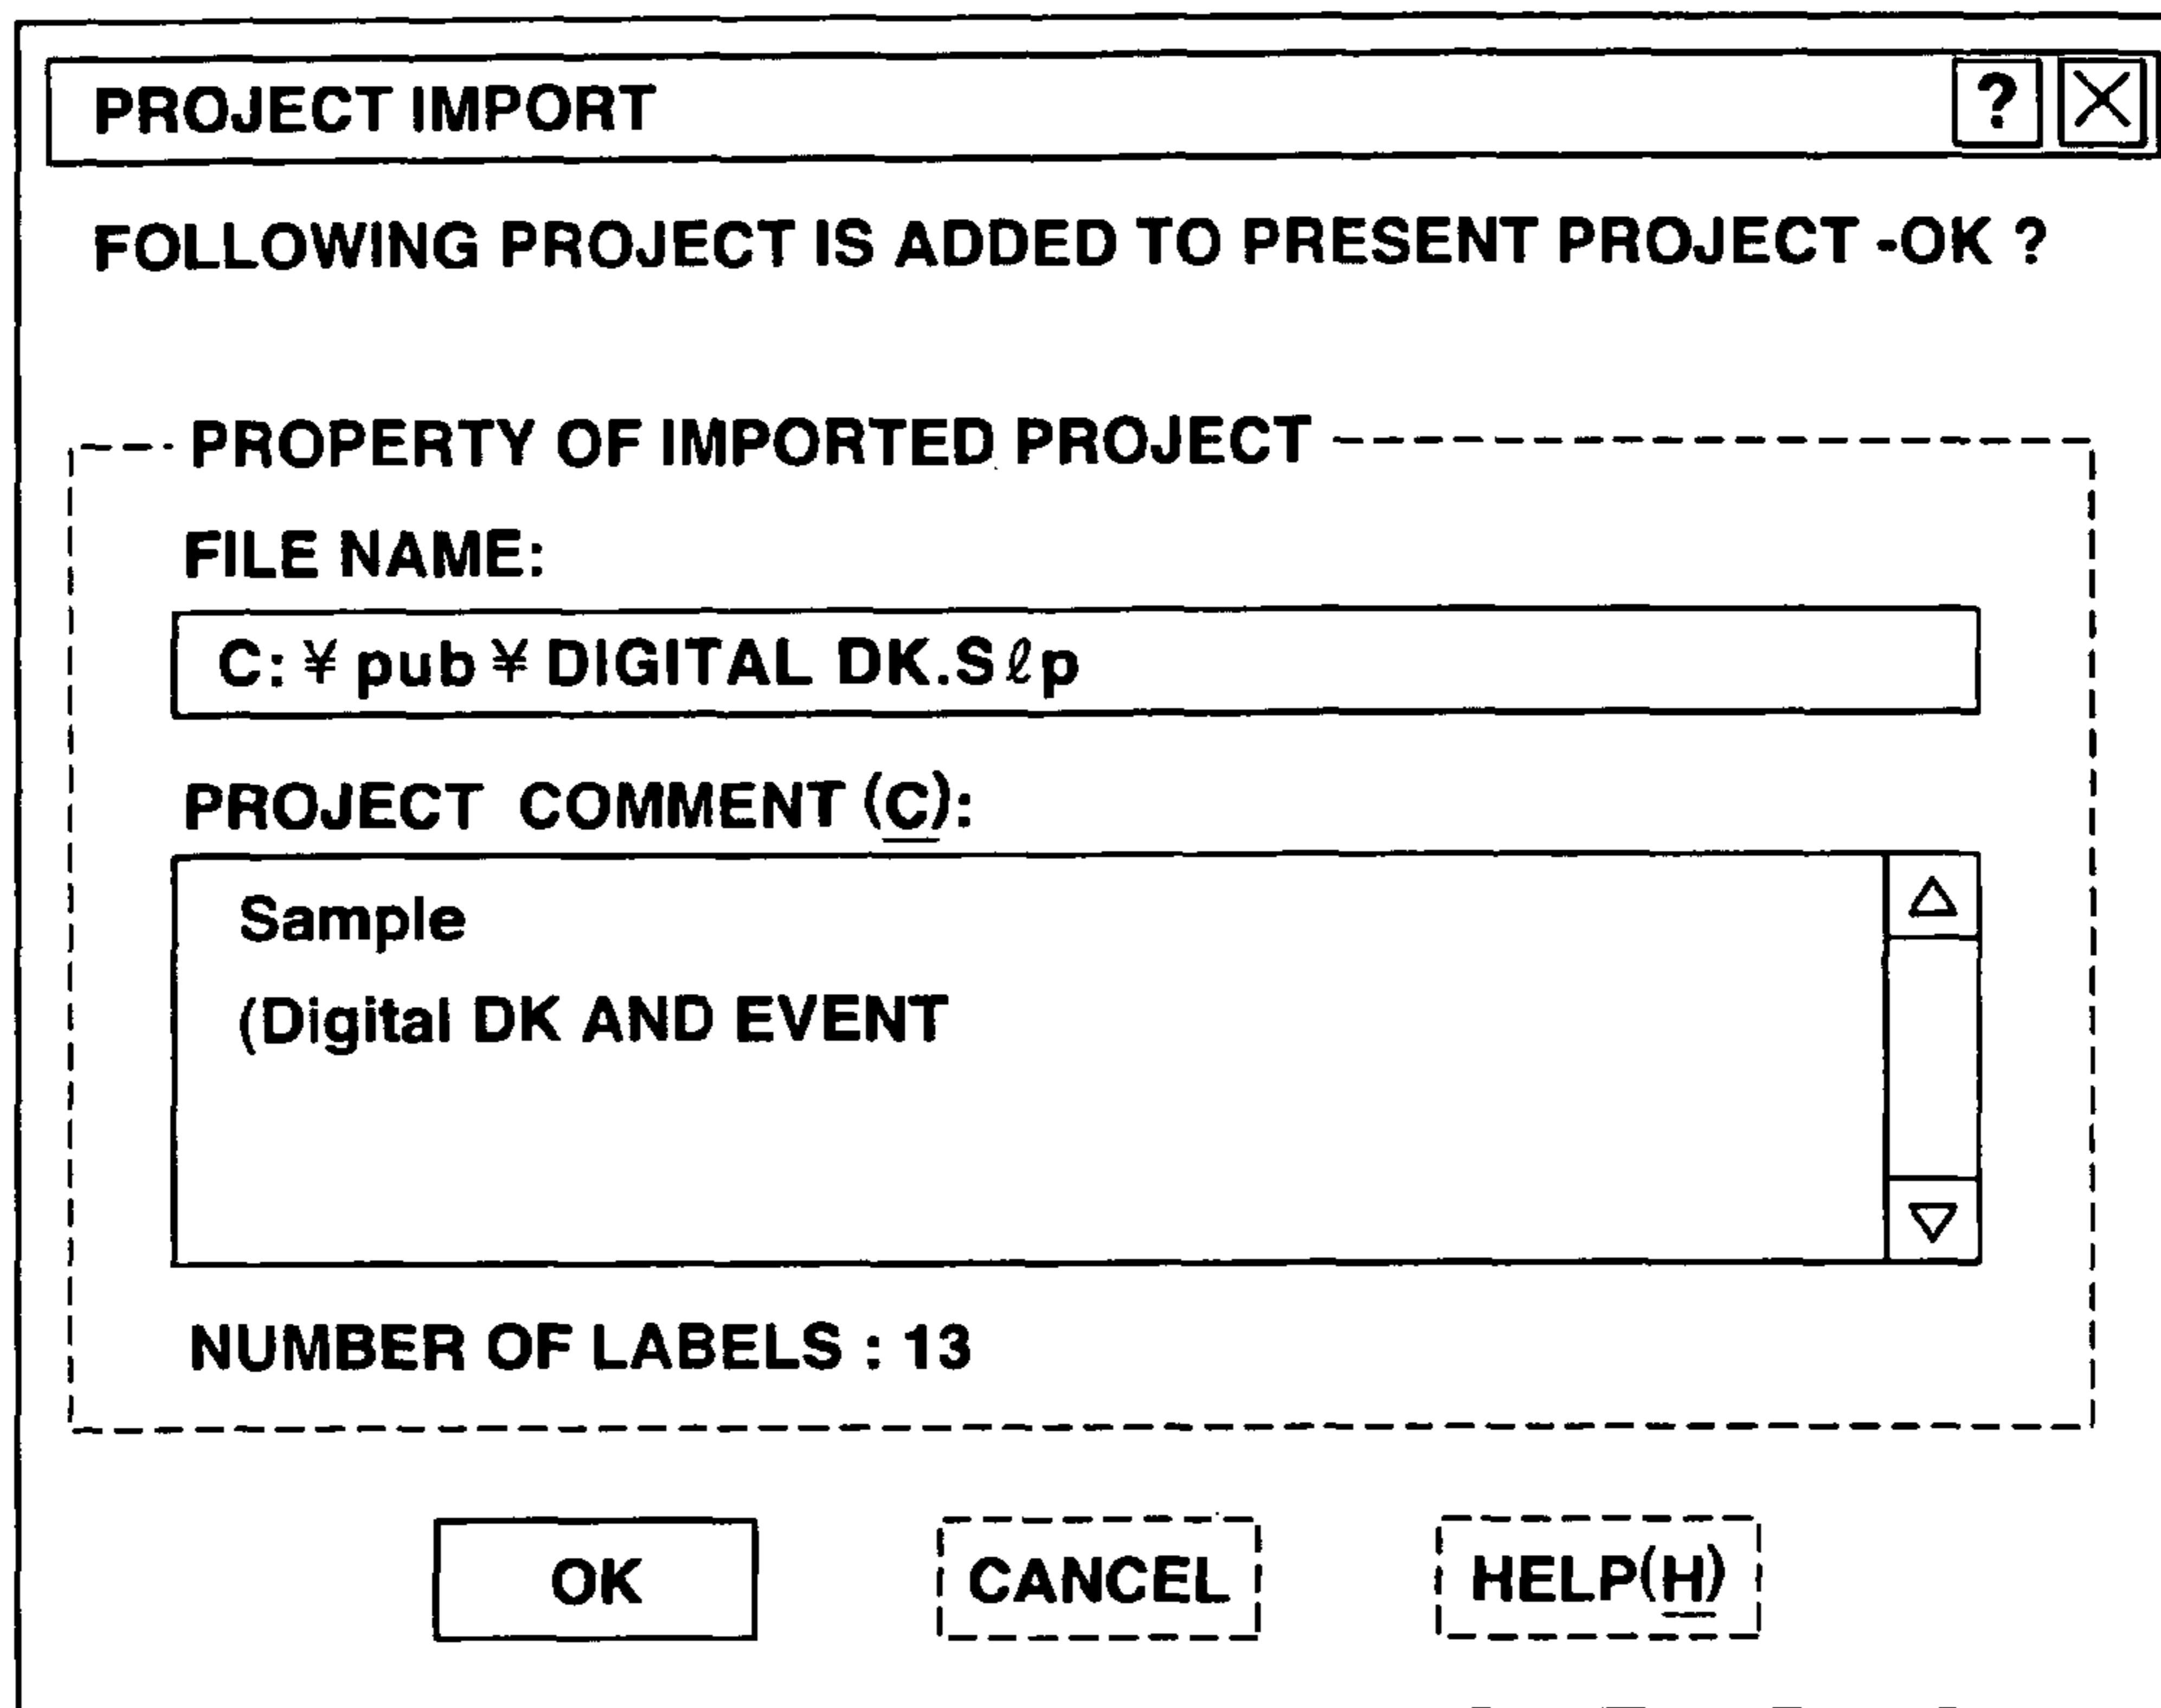 PROJECT IMPORT ? X
FOLLOWING PROJECT IS ADDED TO PRESENT PROJECT -OK ?
PROPERTY OF IMPORTED PROJECT
FILE NAME:
C:¥pub¥DIGITAL DK.Sℓp
PROJECT COMMENT (C):
Sample
(Digital DK AND EVENT
NUMBER OF LABELS : 13
OK CANCEL HELP(H)